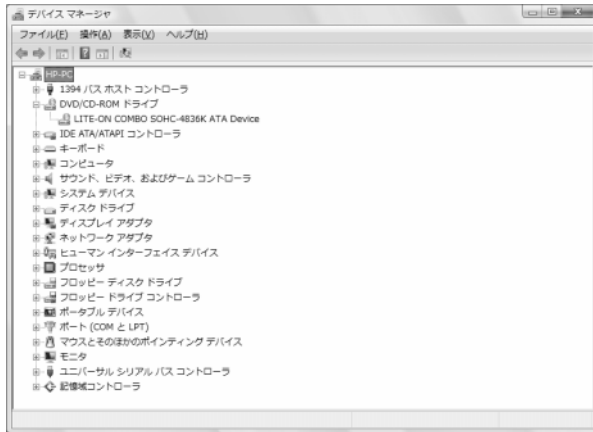 デバイス マネージャ
ファイル(F) 操作(A) 表示(V) ヘルプ(H)
HP-PC
1394 バス ホスト コントローラ
DVD/CD-ROM ドライブ
LITE-ON COMBO SOHC-4836K ATA Device
IDE ATA/ATAPI コントローラ
キーボード
コンピュータ
サウンド、ビデオ、およびゲーム コントローラ
システム デバイス
ディスク ドライブ
ディスプレイ アダプタ
ネットワーク アダプタ
ヒューマン インターフェイス デバイス
プロセッサ
フロッピー ディスク ドライブ
フロッピー ドライブ コントローラ
ポータブル デバイス
ポート (COM と LPT)
マウスとそのほかのポインティング デバイス
モニタ
ユニバーサル シリアル バス コントローラ
記憶域コントローラ